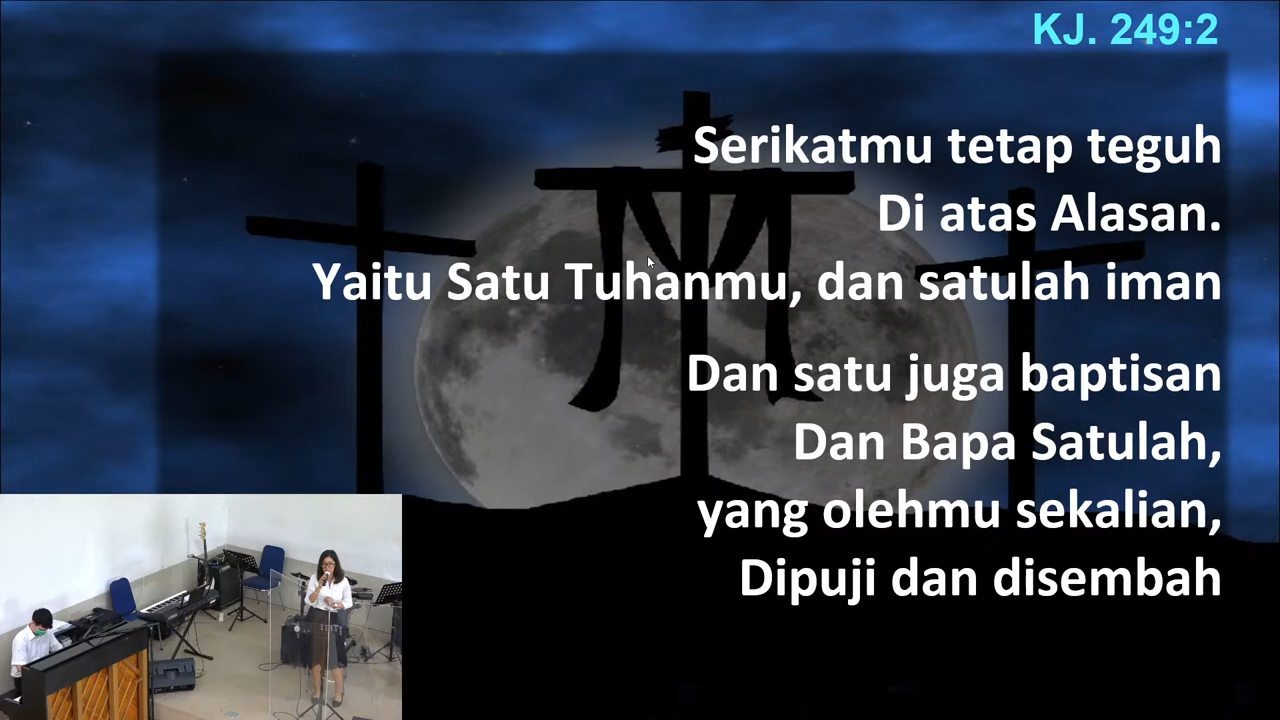 KJ. 249:2
Serikatmu tetap teguh
Di atas Alasan.
Yaitu Satu Tuhanmu, dan satulah iman
Dan satu juga baptisan
Dan Bapa Satulah,
yang olehmu sekalian,
Dipuji dan disembah